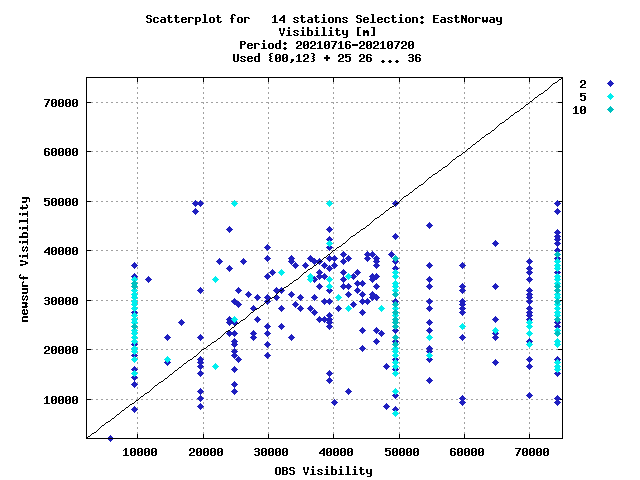 Scatterplot for 14 stations Selection: EastNorway
Visibility [m]
Period: 20210716-20210720
Used {00,12} + 25 26 ... 36
2
5
10
70000
60000
50000
40000
30000
20000
10000
newsurf Visibility
10000 20000 30000 40000 50000 60000 70000
OBS Visibility